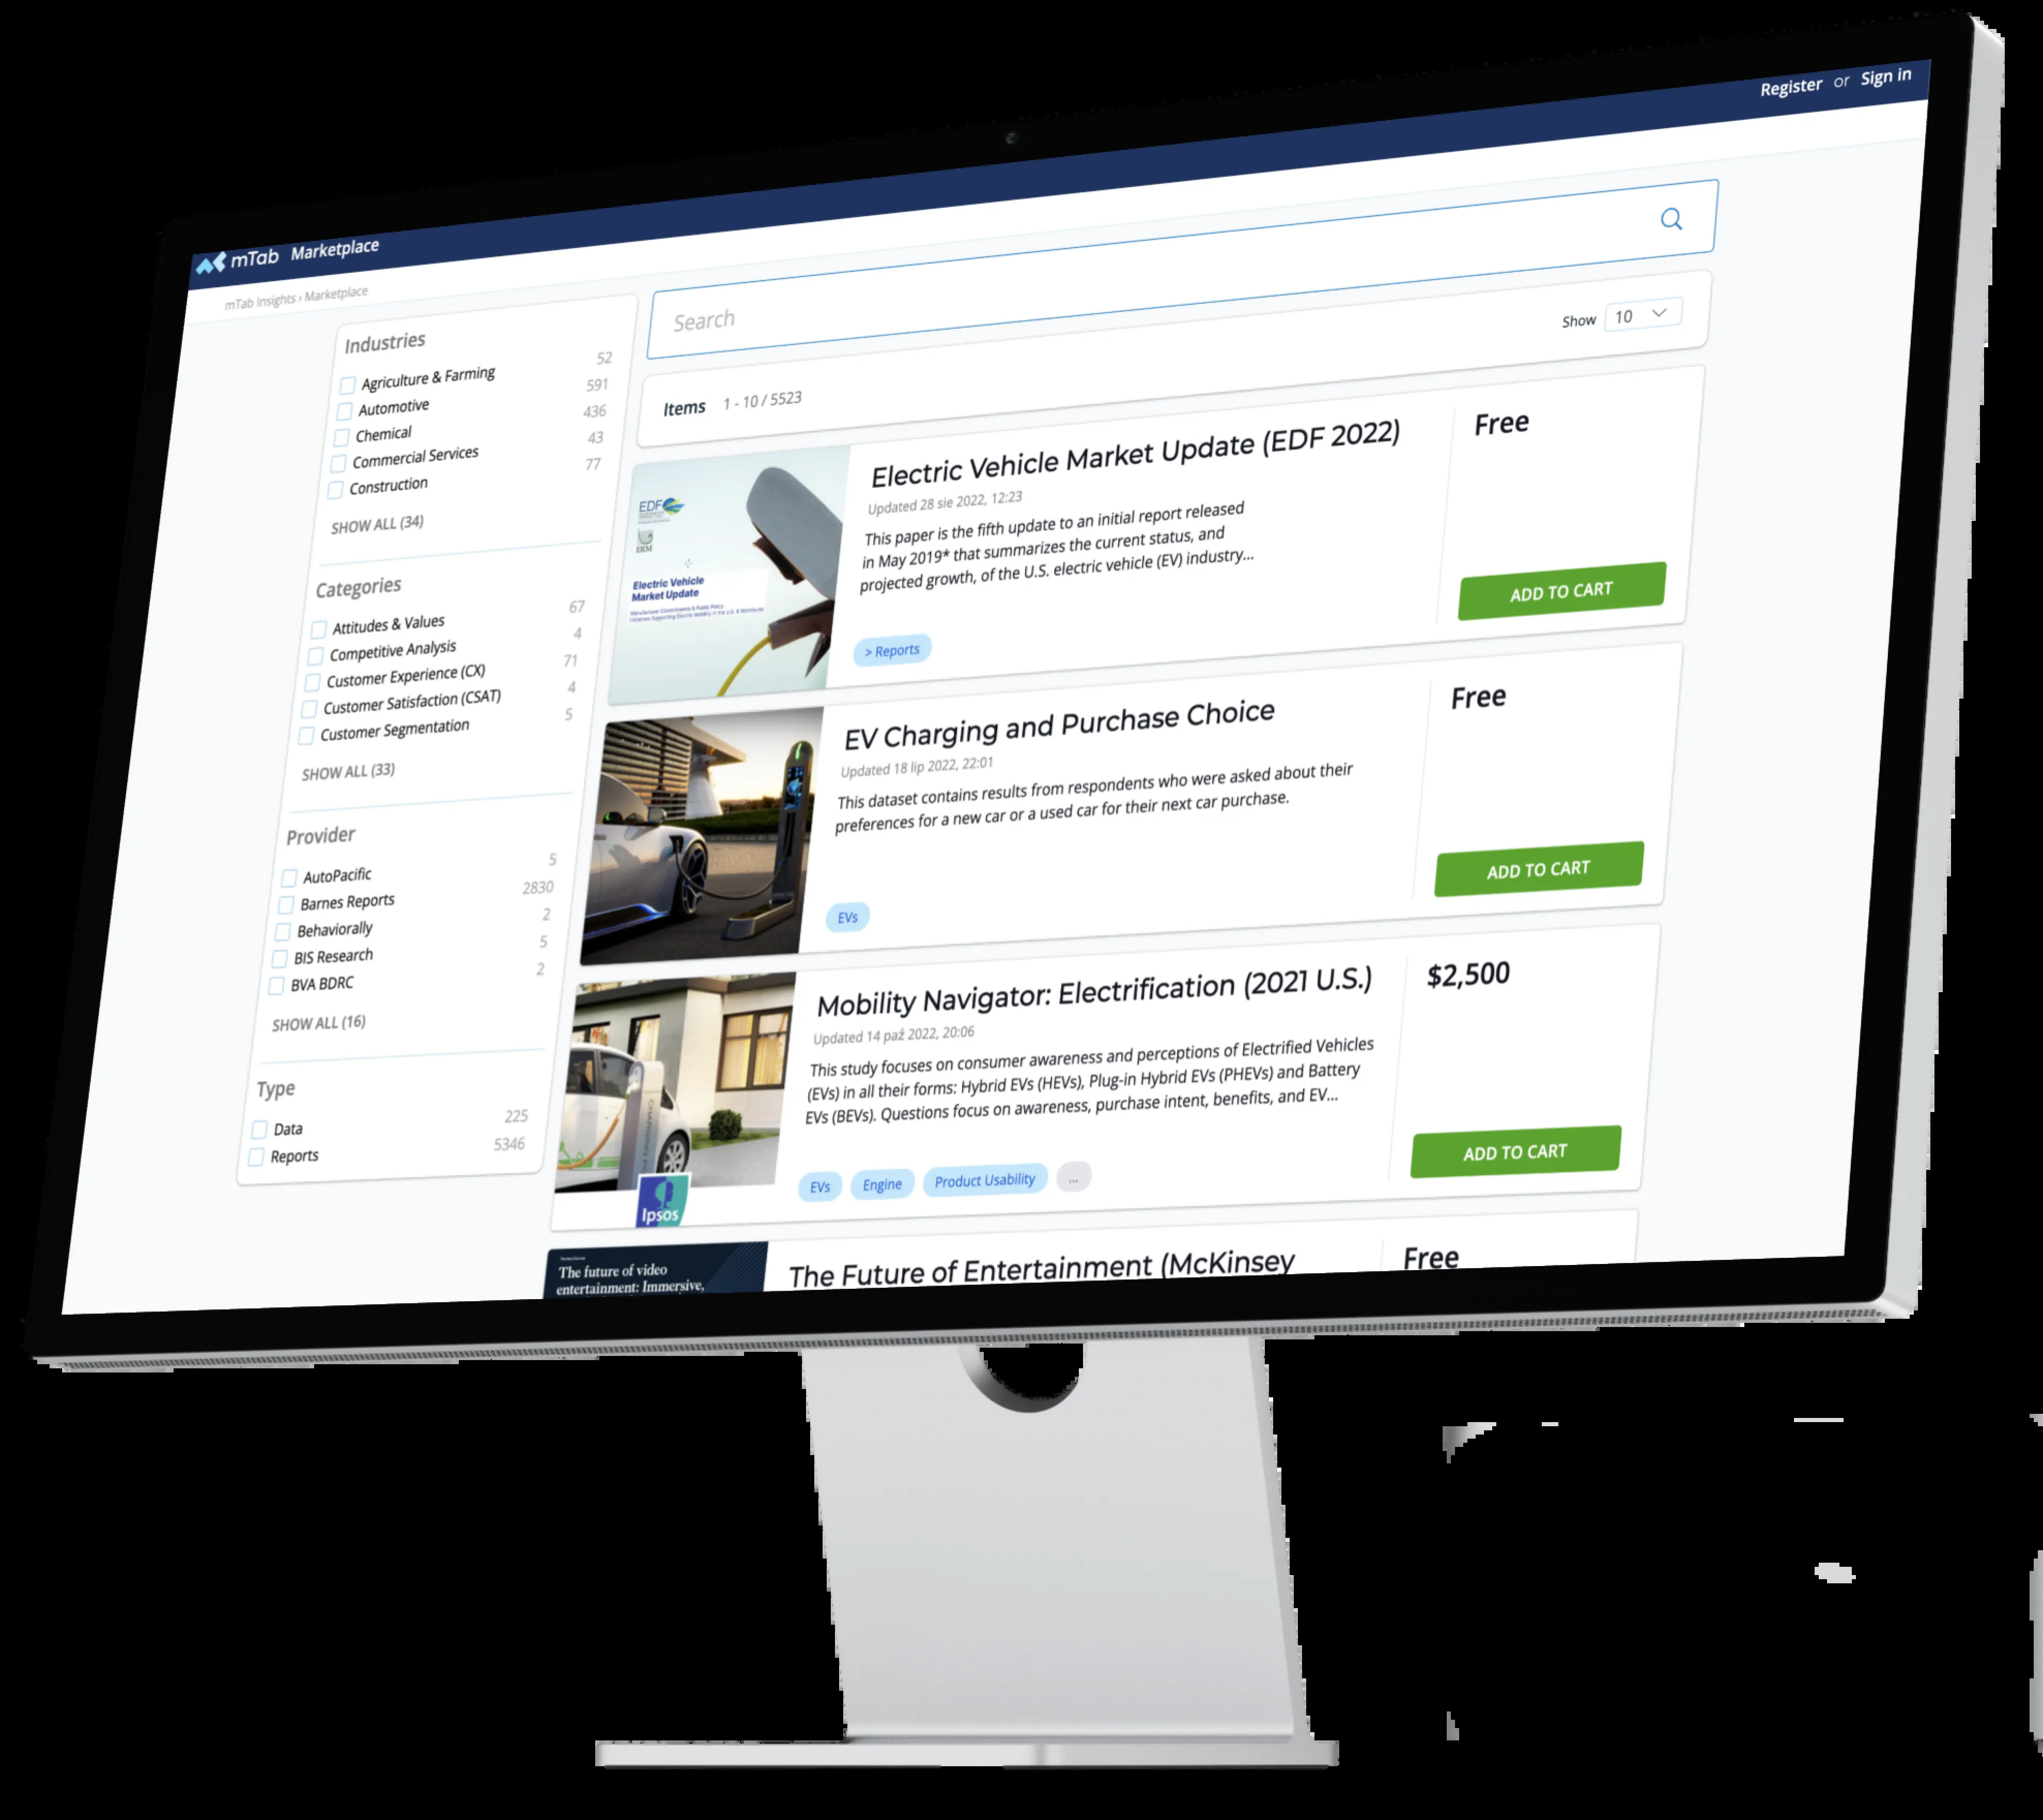 Register or Sign in
mTab Marketplace
mTab Insights › Marketplace
Industries
Agriculture & Farming 52
Automotive 591
Chemical 436
Commercial Services 43
Construction 77
SHOW ALL (34)
Categories
Attitudes & Values 67
Competitive Analysis 4
Customer Experience (CX) 71
Customer Satisfaction (CSAT) 4
Customer Segmentation 5
SHOW ALL (33)
Provider
AutoPacific 5
Barnes Reports 2830
Behaviorally 2
BIS Research 5
BVA BDRC 2
SHOW ALL (16)
Type
Data 225
Reports 5346
Search
Items 1 - 10 / 5523
Show 10
EDF
ERM
Electric Vehicle
Market Update
Electric Vehicle Market Update (EDF 2022)
Updated 28 sie 2022, 12:23
This paper is the fifth update to an initial report released
in May 2019* that summarizes the current status, and
projected growth, of the U.S. electric vehicle (EV) industry...
> Reports
Free
ADD TO CART
EV Charging and Purchase Choice
Updated 18 lip 2022, 22:01
This dataset contains results from respondents who were asked about their
preferences for a new car or a used car for their next car purchase.
EVs
Free
ADD TO CART
Ipsos
Mobility Navigator: Electrification (2021 U.S.)
Updated 14 paź 2022, 20:06
This study focuses on consumer awareness and perceptions of Electrified Vehicles
(EVs) in all their forms: Hybrid EVs (HEVs), Plug-in Hybrid EVs (PHEVs) and Battery
EVs (BEVs). Questions focus on awareness, purchase intent, benefits, and EV...
EVs Engine Product Usability ...
$2,500
ADD TO CART
The future of video
entertainment: Immersive,
The Future of Entertainment (McKinsey
Free